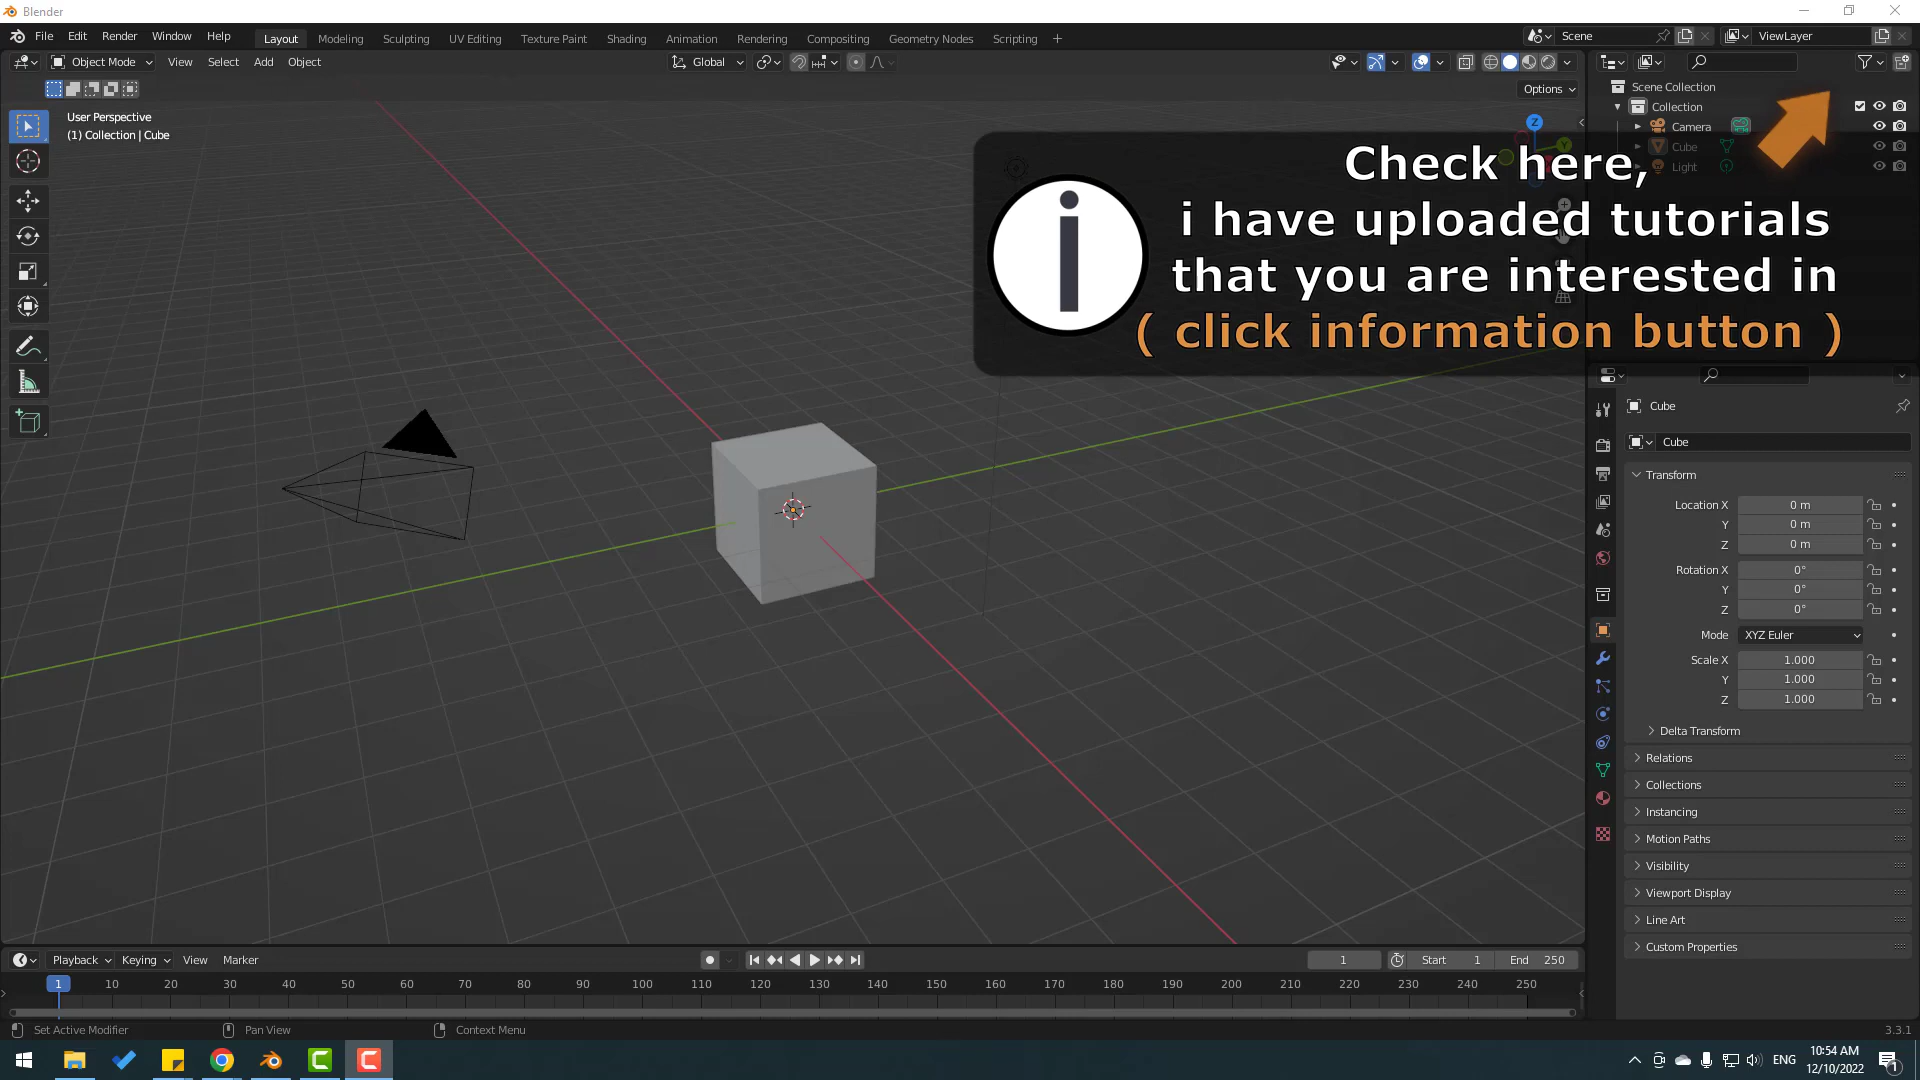 Blender
File Edit Render Window Help Layout Modeling Sculpting UV Editing Texture Paint Shading Animation Rendering Compositing Geometry Nodes Scripting + Scene ViewLayer
Object Mode View Select Add Object Global
Options
User Perspective
(1) Collection | Cube
Scene Collection
Collection
Camera
Cube
Light
Z
Y
Check here,
i have uploaded tutorials
that you are interested in
( click information button )
Cube
Cube
Transform
Location X 0 m
Y 0 m
Z 0 m
Rotation X 0°
Y 0°
Z 0°
Mode XYZ Euler
Scale X 1.000
Y 1.000
Z 1.000
Delta Transform
Relations
Collections
Instancing
Motion Paths
Visibility
Viewport Display
Line Art
Custom Properties
Playback Keying View Marker 1 Start 1 End 250
1 10 20 30 40 50 60 70 80 90 100 110 120 130 140 150 160 170 180 190 200 210 220 230 240 250
Set Active Modifier Pan View Context Menu 3.3.1
ENG 10:54 AM
12/10/2022 1